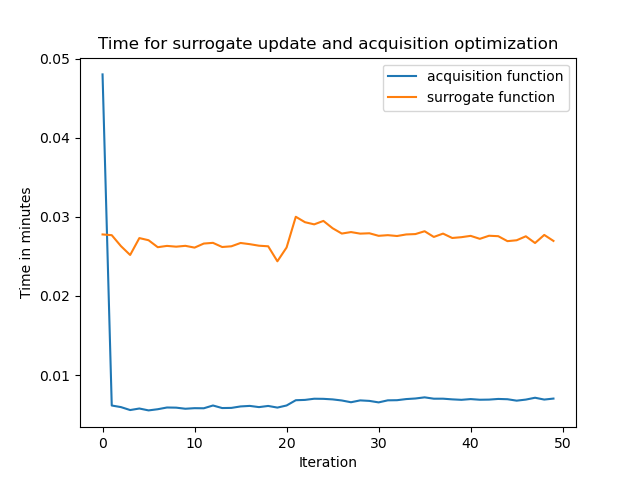 Time for surrogate update and acquisition optimization
acquisition function
surrogate function
0.05
0.04
0.03
0.02
0.01
Time in minutes
0
10
20
30
40
50
Iteration